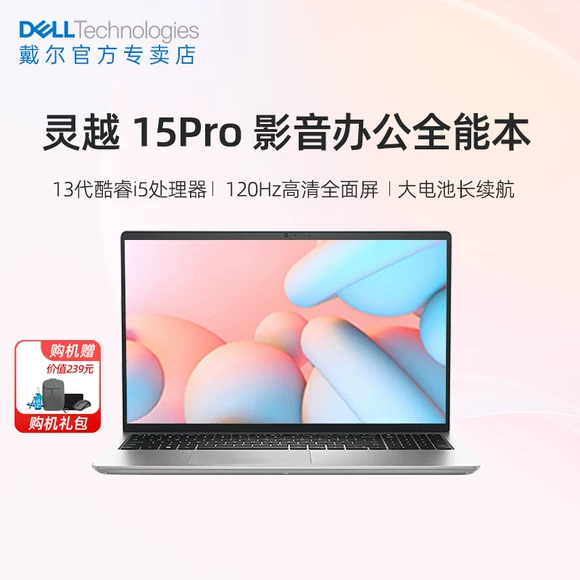 DELLTechnologies
戴尔官方专卖店
灵越 15Pro 影音办公全能本
13代酷睿i5处理器| 120Hz高清全面屏 | 大电池长续航
购机赠
价值239元
购机礼包